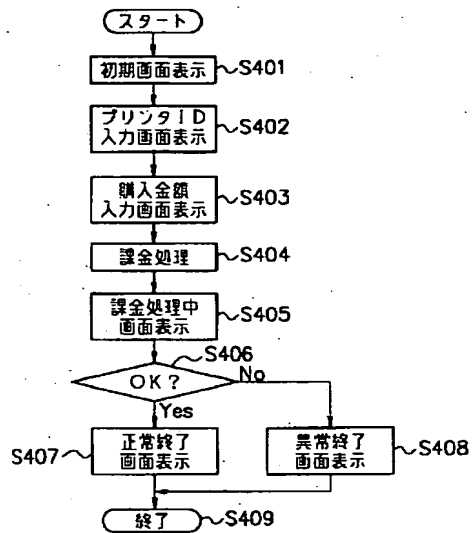 スタート
初期画面表示 S401
プリンタID
入力画面表示 S402
購入金額
入力画面表示 S403
課金処理 S404
課金処理中
画面表示 S405
S406
OK?
No
Yes
S407 正常終了
画面表示
異常終了
画面表示 S408
終了 S409